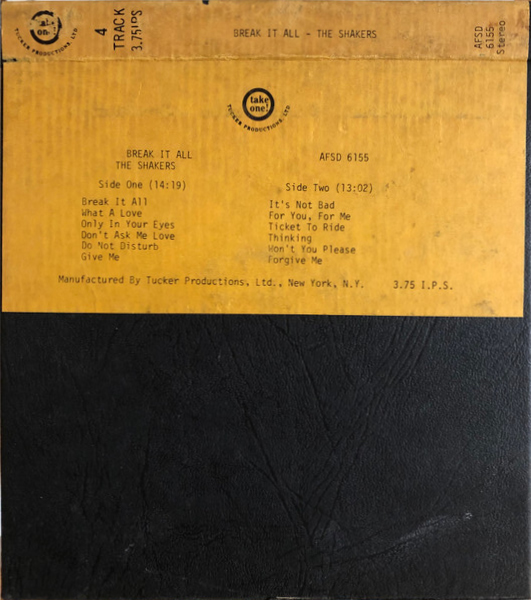 take
one!
TUCKER PRODUCTIONS, LTD.
4
TRACK
3.75IPS
BREAK IT ALL - THE SHAKERS
AFSD
6155
Stereo
take
one!
TUCKER PRODUCTIONS, LTD.
BREAK IT ALL
THE SHAKERS
AFSD 6155
Side One (14:19)
Break It All
What A Love
Only In Your Eyes
Don't Ask Me Love
Do Not Disturb
Give Me
Side Two (13:02)
It's Not Bad
For You, For Me
Ticket To Ride
Thinking
Won't You Please
Forgive Me
Manufactured By Tucker Productions, Ltd., New York, N.Y. 3.75 I.P.S.